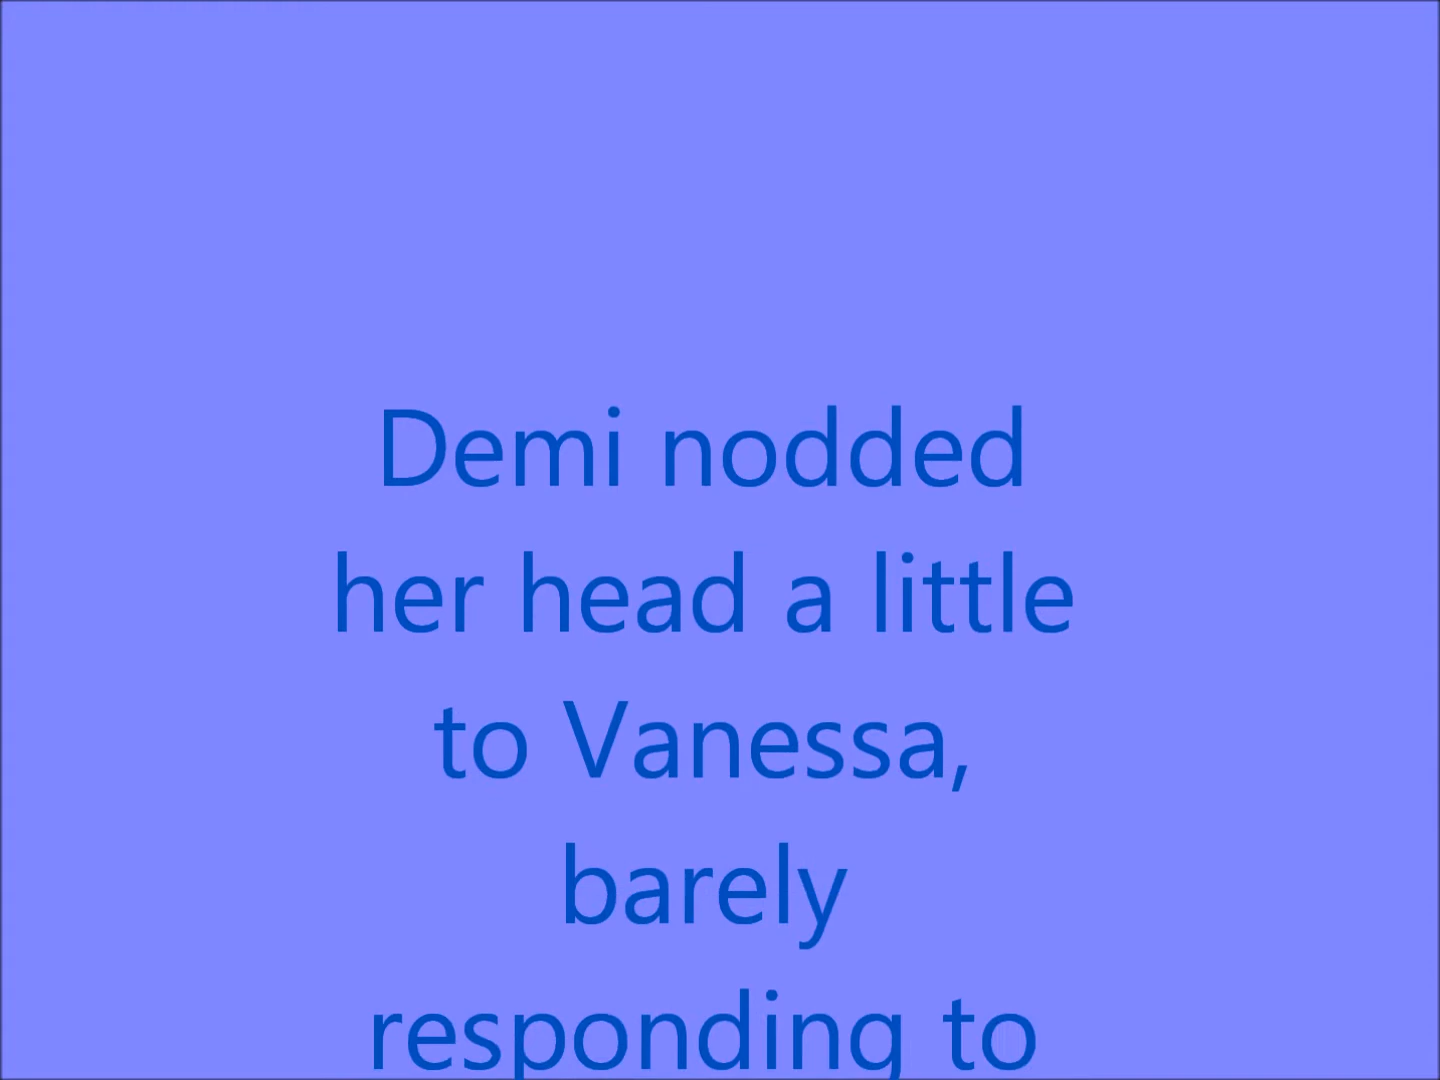 Demi nodded
her head a little
to Vanessa,
barely
responding to